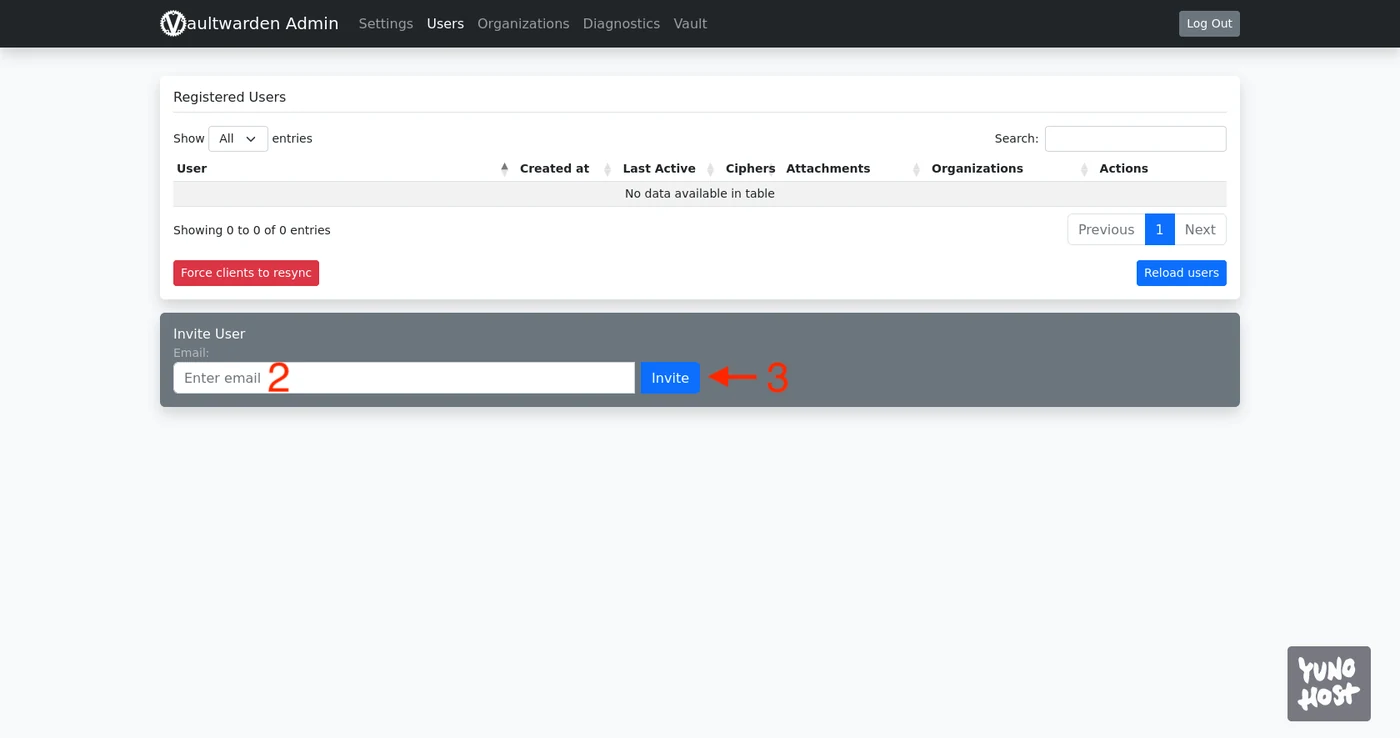 Vaultwarden Admin Settings Users Organizations Diagnostics Vault Log Out
Registered Users
Show All entries Search:
User Created at Last Active Ciphers Attachments Organizations Actions
No data available in table
Showing 0 to 0 of 0 entries Previous 1 Next
Force clients to resync Reload users
Invite User
Email:
Enter email 2 Invite 3
YUNO
HOST